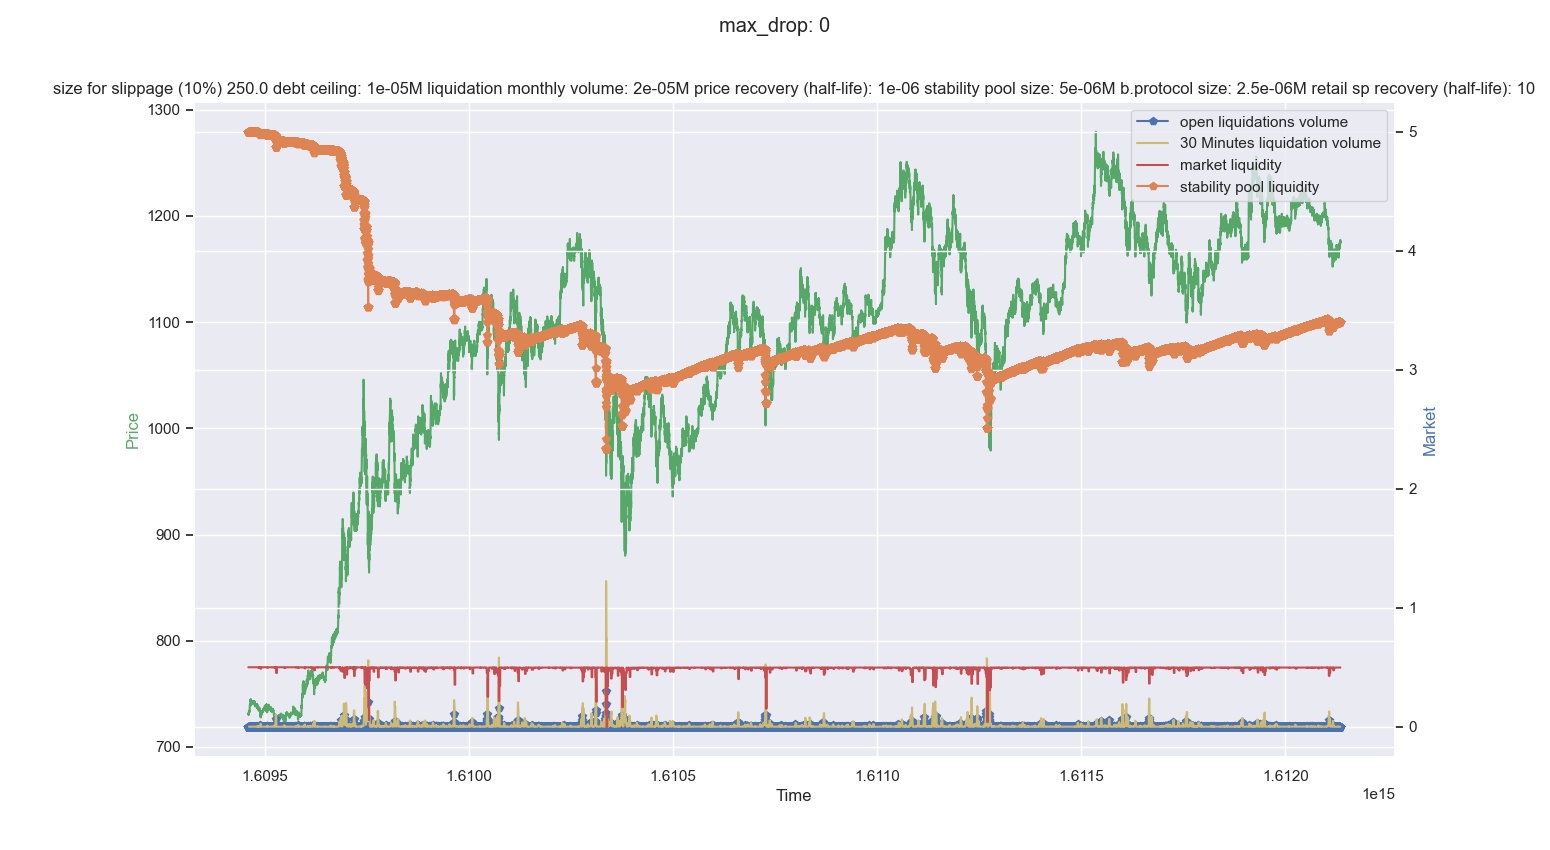 max_drop: 0
size for slippage (10%) 250.0 debt ceiling: 1e-05M liquidation monthly volume: 2e-05M price recovery (half-life): 1e-06 stability pool size: 5e-06M b.protocol size: 2.5e-06M retail sp recovery (half-life): 10
open liquidations volume
30 Minutes liquidation volume
market liquidity
stability pool liquidity
1300
1200
1100
1000
900
800
700
Price
5
4
3
2
1
0
Market
1.6095 1.6100 1.6105 1.6110 1.6115 1.6120
Time
1e15